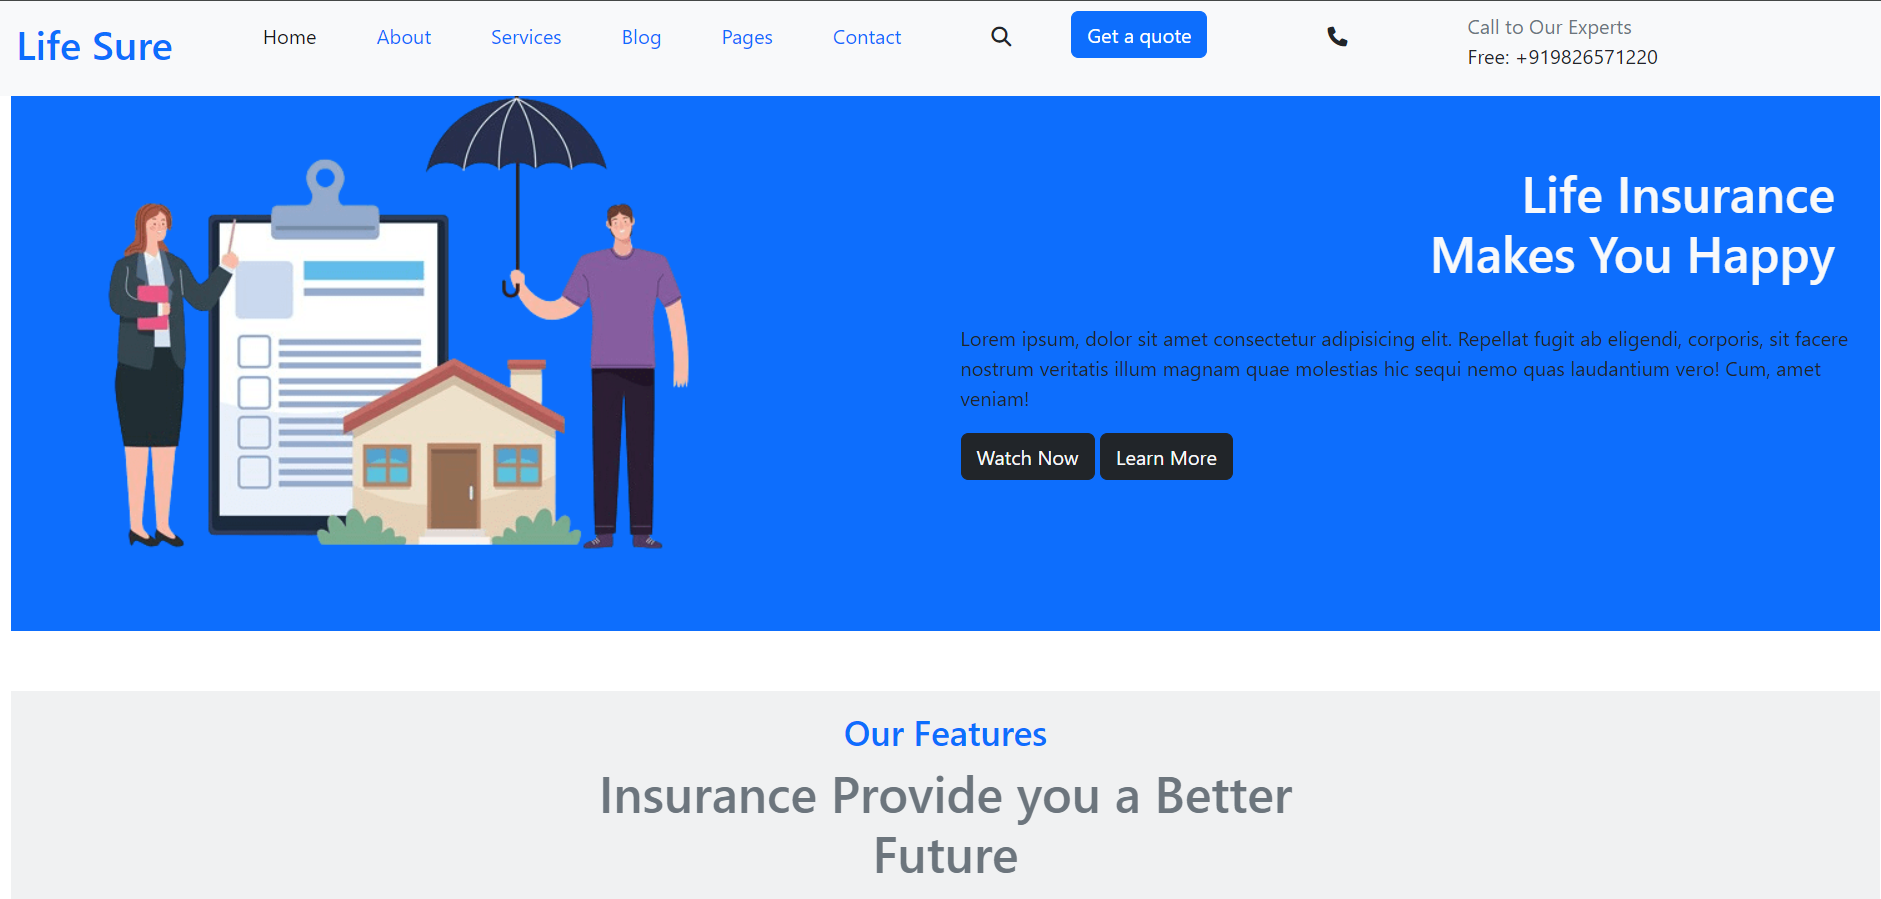 Life Sure
Home About Services Blog Pages Contact Get a quote
Call to Our Experts
Free: +919826571220
Life Insurance
Makes You Happy
Lorem ipsum, dolor sit amet consectetur adipisicing elit. Repellat fugit ab eligendi, corporis, sit facere
nostrum veritatis illum magnam quae molestias hic sequi nemo quas laudantium vero! Cum, amet
veniam!
Watch Now Learn More
Our Features
Insurance Provide you a Better
Future